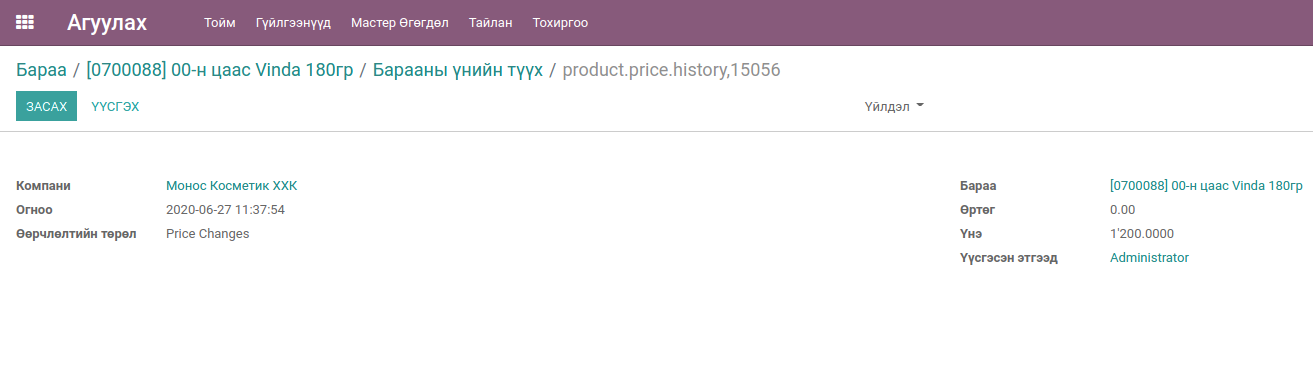 Агуулах Тойм Гүйлгээнүүд Мастер Өгөгдөл Тайлан Тохиргоо
Бараа / [0700088] 00-н цаас Vinda 180гр / Барааны үнийн түүх / product.price.history,15056
ЗАСАХ ҮҮСГЭХ Үйлдэл
Компани Монос Косметик ХХК
Огноо 2020-06-27 11:37:54
Өөрчлөлтийн төрөл Price Changes
Бараа [0700088] 00-н цаас Vinda 180гр
Өртөг 0.00
Үнэ 1'200.0000
Үүсгэсэн этгээд Administrator